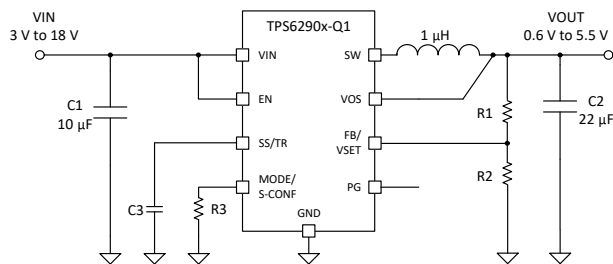 VIN
3 V to 18 V
TPS6290x-Q1
VOUT
0.6 V to 5.5 V
1 µH
VIN
SW
EN
VOS
C1
10 µF
R1
C2
22 µF
SS/TR
FB/
VSET
MODE/
S-CONF
PG
R2
C3
R3
GND